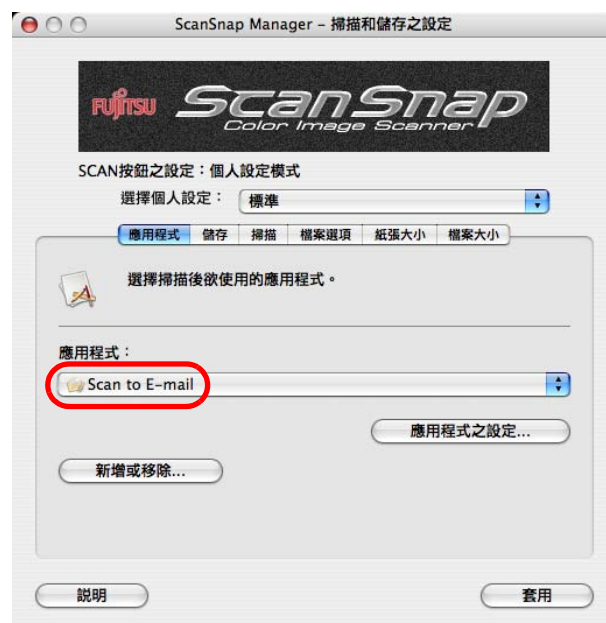 ScanSnap Manager – 掃描和儲存之設定
FUJITSU ScanSnap
Color Image Scanner
SCAN按鈕之設定：個人設定模式
選擇個人設定： 標準
應用程式 儲存 掃描 檔案選項 紙張大小 檔案大小
選擇掃描後欲使用的應用程式。
應用程式：
Scan to E-mail
應用程式之設定...
新增或移除...
説明 套用